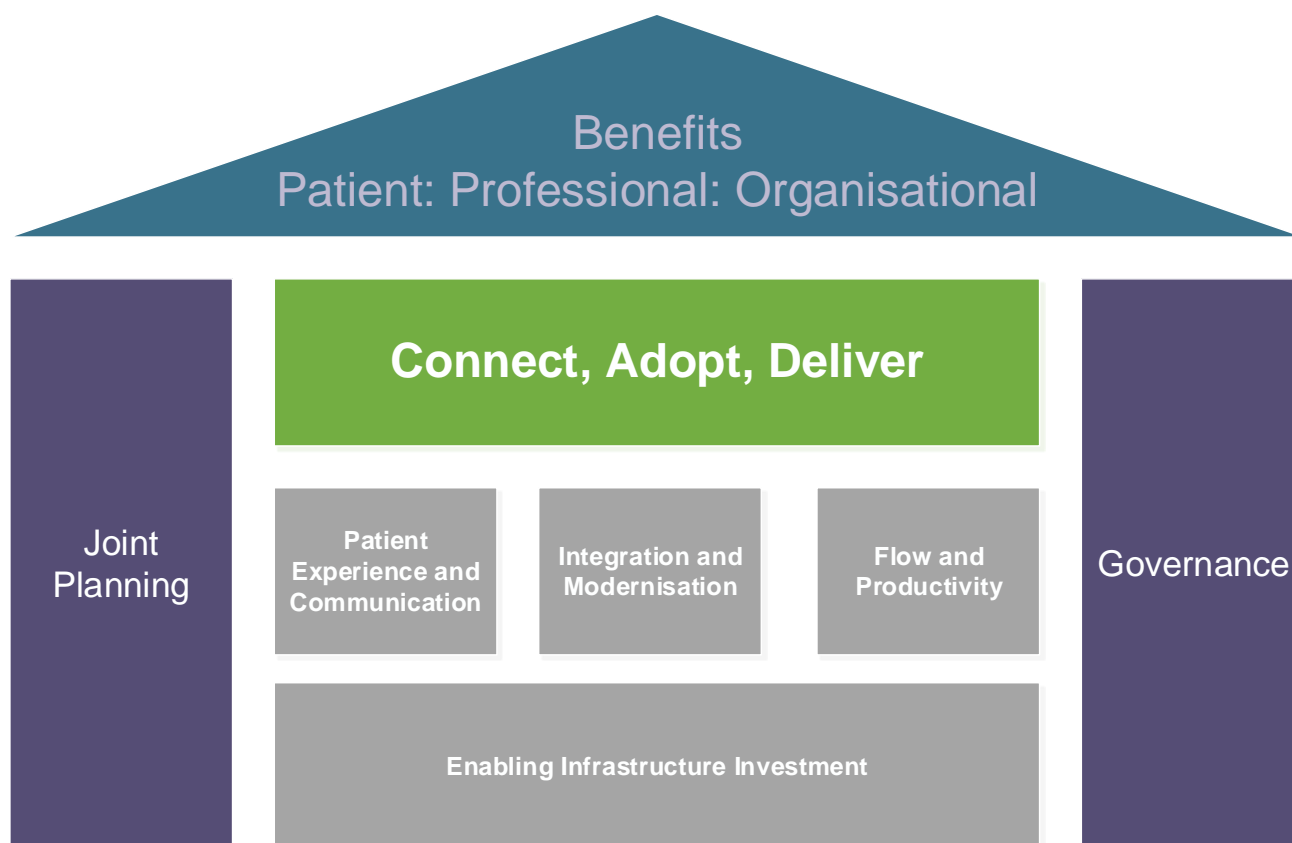 Benefits
Patient: Professional: Organisational
Connect, Adopt, Deliver
Joint
Planning
Patient
Experience and
Communication
Integration and
Modernisation
Flow and
Productivity
Governance
Enabling Infrastructure Investment